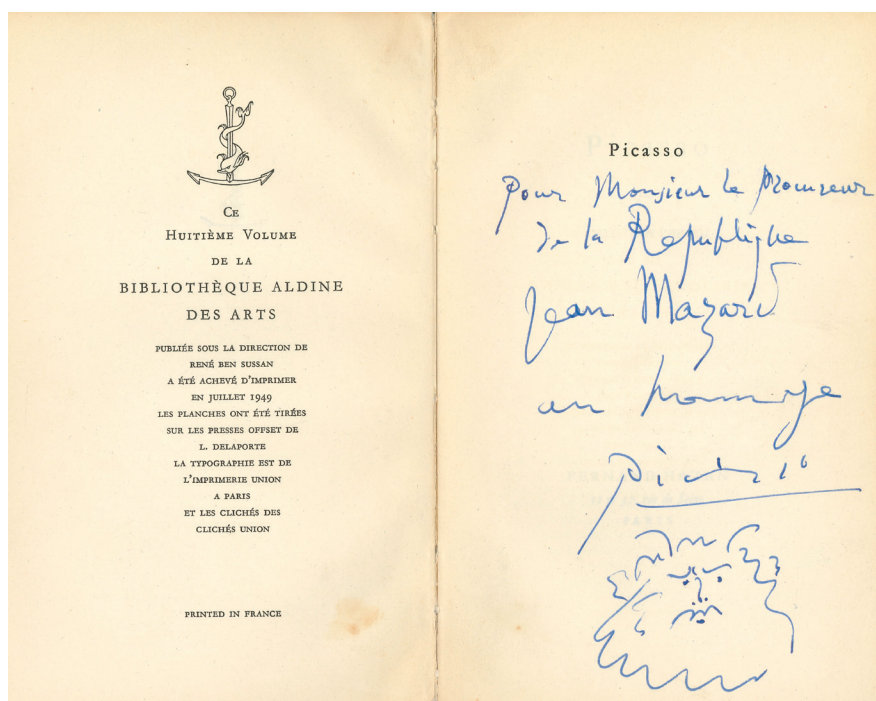 Ce
Huitième Volume
DE LA
BIBLIOTHÈQUE ALDINE
DES ARTS
PUBLIÉE SOUS LA DIRECTION DE
RENÉ BEN SUSSAN
A ÉTÉ ACHEVÉ D'IMPRIMER
EN JUILLET 1949
LES PLANCHES ONT ÉTÉ TIRÉES
SUR LES PRESSES OFFSET DE
L. DELAPORTE
LA TYPOGRAPHIE EST DE
L'IMPRIMERIE UNION
A PARIS
ET LES CLICHÉS DES
CLICHÉS UNION
PRINTED IN FRANCE
Picasso
Pour Monsieur le Procureur
de la Republique
Jean Mazard
en hommage
Picasso